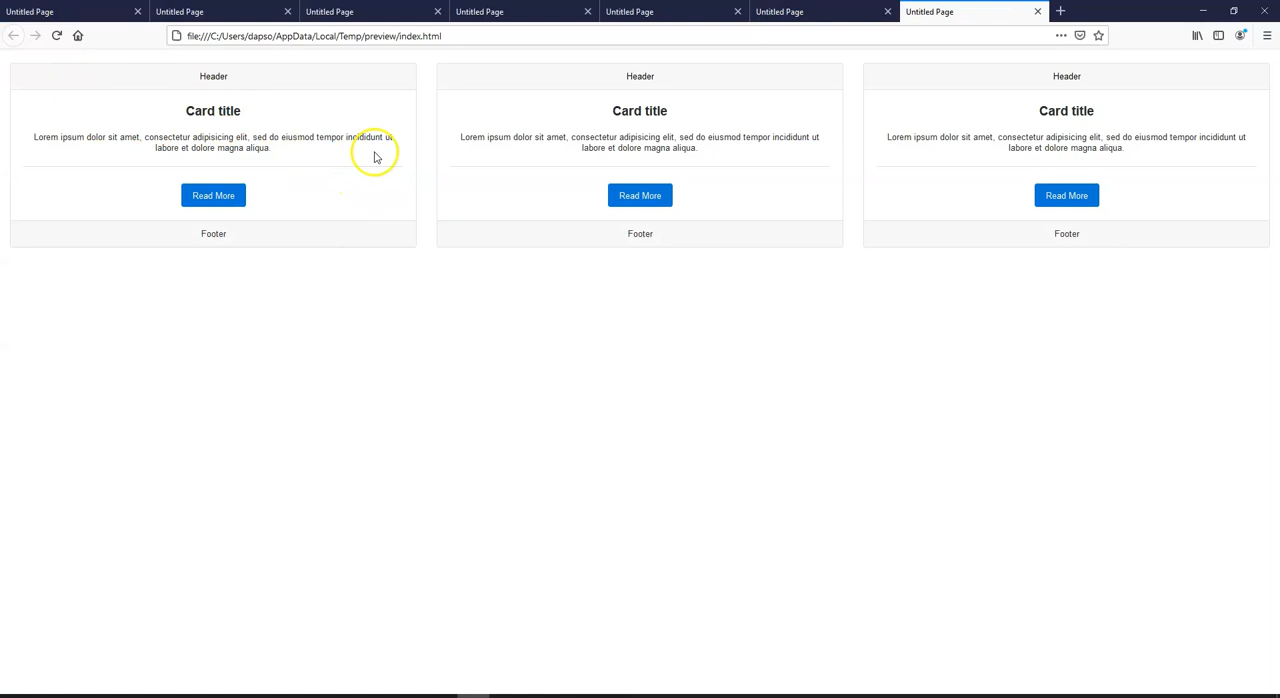 Untitled Page Untitled Page Untitled Page Untitled Page Untitled Page Untitled Page Untitled Page
file:///C:/Users/dapso/AppData/Local/Temp/preview/index.html
Header
Card title
Lorem ipsum dolor sit amet, consectetur adipisicing elit, sed do eiusmod tempor incididunt ut
labore et dolore magna aliqua.
Read More
Footer
Header
Card title
Lorem ipsum dolor sit amet, consectetur adipisicing elit, sed do eiusmod tempor incididunt ut
labore et dolore magna aliqua.
Read More
Footer
Header
Card title
Lorem ipsum dolor sit amet, consectetur adipisicing elit, sed do eiusmod tempor incididunt ut
labore et dolore magna aliqua.
Read More
Footer